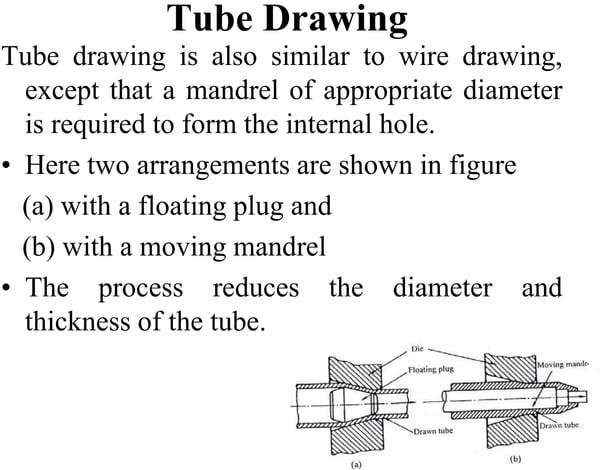 Tube Drawing
Tube drawing is also similar to wire drawing,
except that a mandrel of appropriate diameter
is required to form the internal hole.
• Here two arrangements are shown in figure
(a) with a floating plug and
(b) with a moving mandrel
• The process reduces the diameter and
thickness of the tube.
Die
Floating plug
Moving mandr
Drawn tube
Drawn tube
(a)
(b)